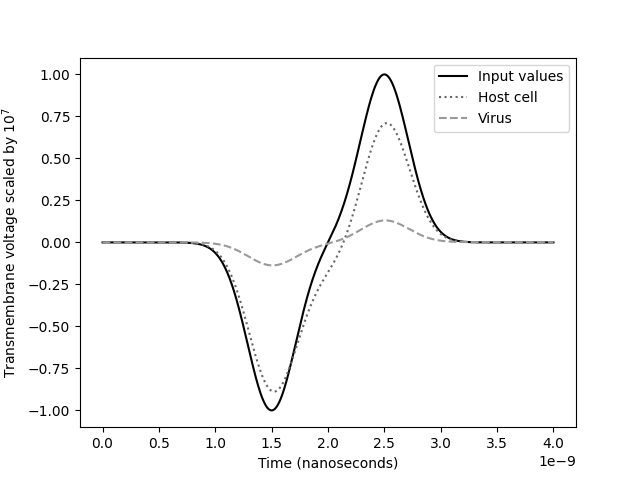 Transmembrane voltage scaled by 10⁷
1.00
0.75
0.50
0.25
0.00
−0.25
−0.50
−0.75
−1.00
Input values
Host cell
Virus
0.0 0.5 1.0 1.5 2.0 2.5 3.0 3.5 4.0
Time (nanoseconds)
1e−9